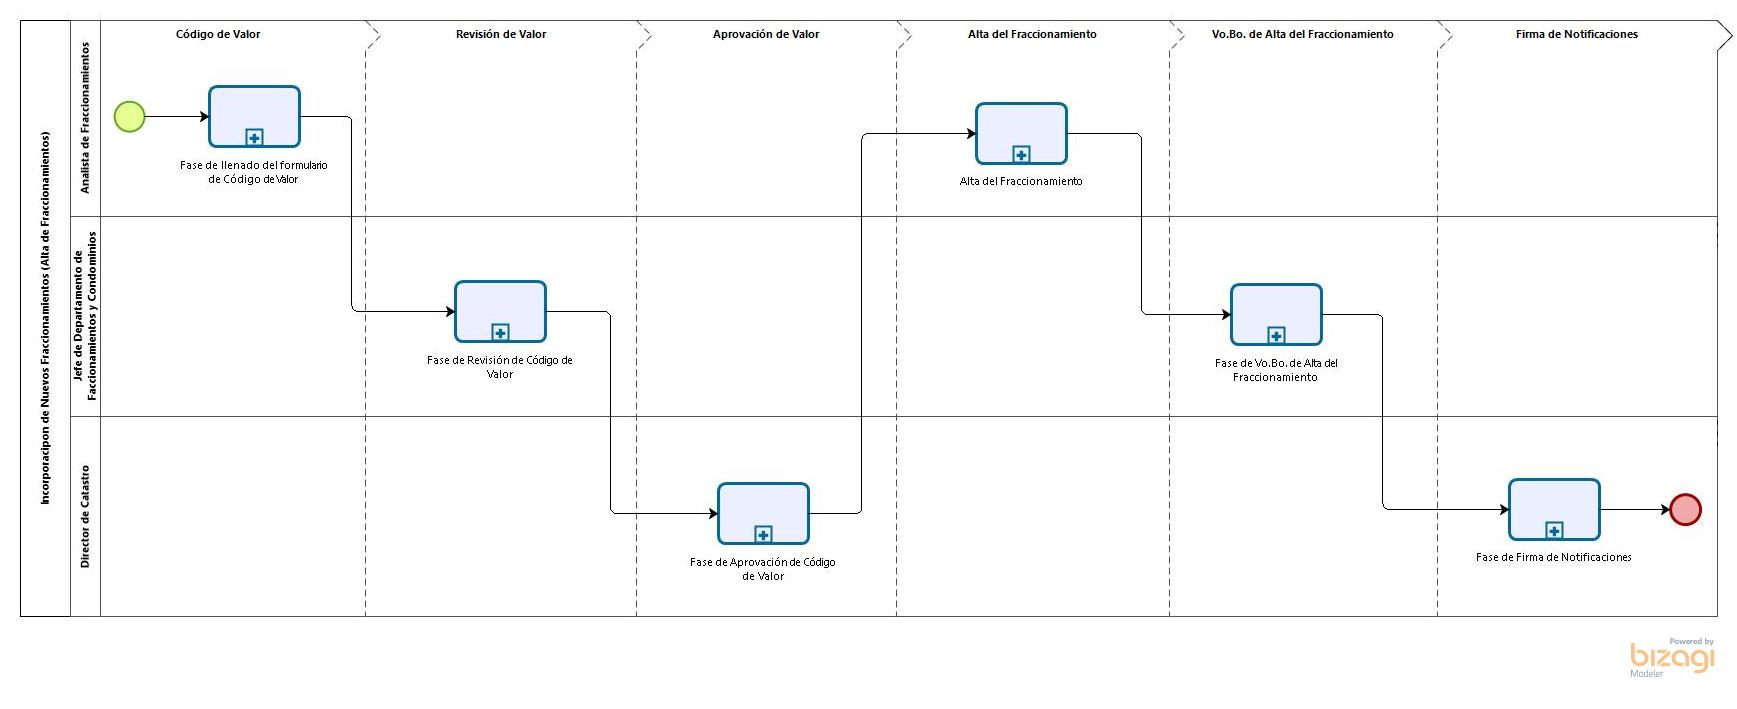 Incorporacipon de Nuevos Fraccionamientos (Alta de Fraccionamientos)
Código de Valor
Revisión de Valor
Aprovación de Valor
Alta del Fraccionamiento
Vo.Bo. de Alta del Fraccionamiento
Firma de Notificaciones
Analista de Fraccionamientos
Fase de llenado del formulario
de Código de Valor
Alta del Fraccionamiento
Jefe de Departamento de
Faccionamientos y Condominios
Fase de Revisión de Código de
Valor
Fase de Vo.Bo. de Alta del
Fraccionamiento
Director de Catastro
Fase de Aprovación de Código
de Valor
Fase de Firma de Notificaciones
Powered by
bizagi
Modeler